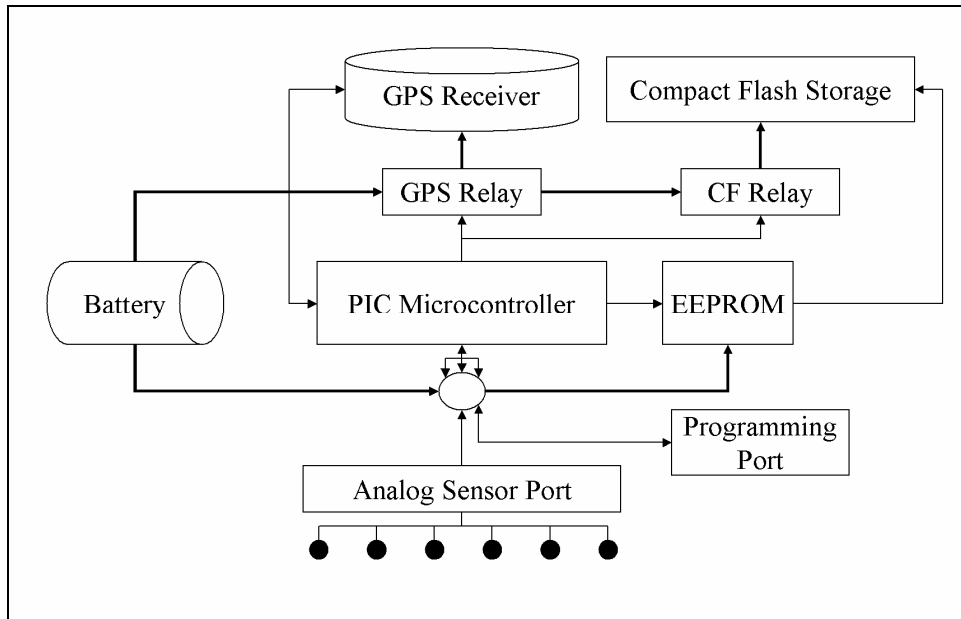 GPS Receiver
Compact Flash Storage
GPS Relay
CF Relay
Battery
PIC Microcontroller
EEPROM
Programming
Port
Analog Sensor Port